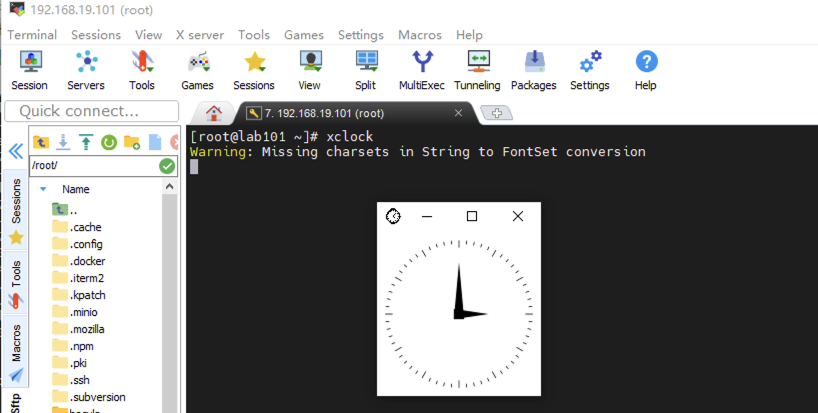 192.168.19.101 (root)
Terminal Sessions View X server Tools Games Settings Macros Help
Session Servers Tools Games Sessions View Split MultiExec Tunneling Packages Settings Help
Quick connect...
7. 192.168.19.101 (root)
[root@lab101 ~]# xclock
Warning: Missing charsets in String to FontSet conversion
/root/
Name
..
.cache
.config
.docker
.iterm2
.kpatch
.minio
.mozilla
.npm
.pki
.ssh
.subversion
Sessions
Tools
Macros
Sftp